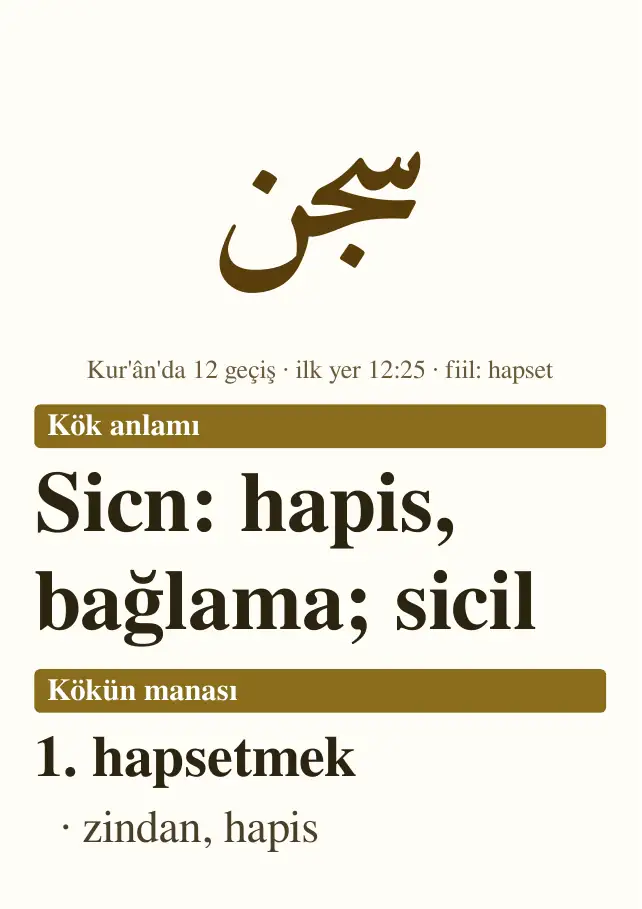 سجن
Kur'ân'da 12 geçiş · ilk yer 12:25 · fiil: hapset
Kök anlamı
Sicn: hapis,
bağlama; sicil
Kökün manası
1. hapsetmek
· zindan, hapis